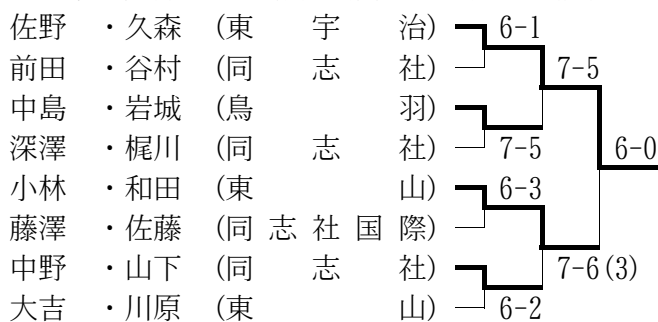 佐野 ・久森 (東宇治) 6-1
前田 ・谷村 (同志社) 7-5
中島 ・岩城 (鳥羽)
深澤 ・梶川 (同志社) 7-5 6-0
小林 ・和田 (東山) 6-3
藤澤 ・佐藤 (同志社国際)
中野 ・山下 (同志社) 7-6(3)
大吉 ・川原 (東山) 6-2